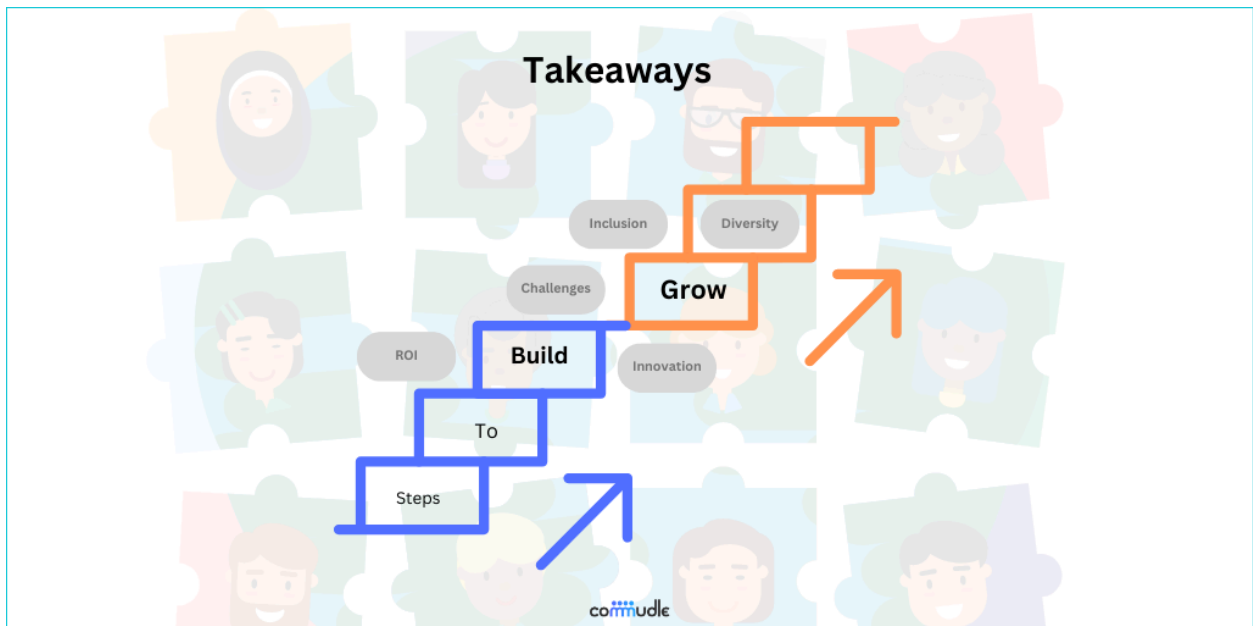 Takeaways
Inclusion
Diversity
Challenges
Grow
ROI
Build
Innovation
To
Steps
commudle